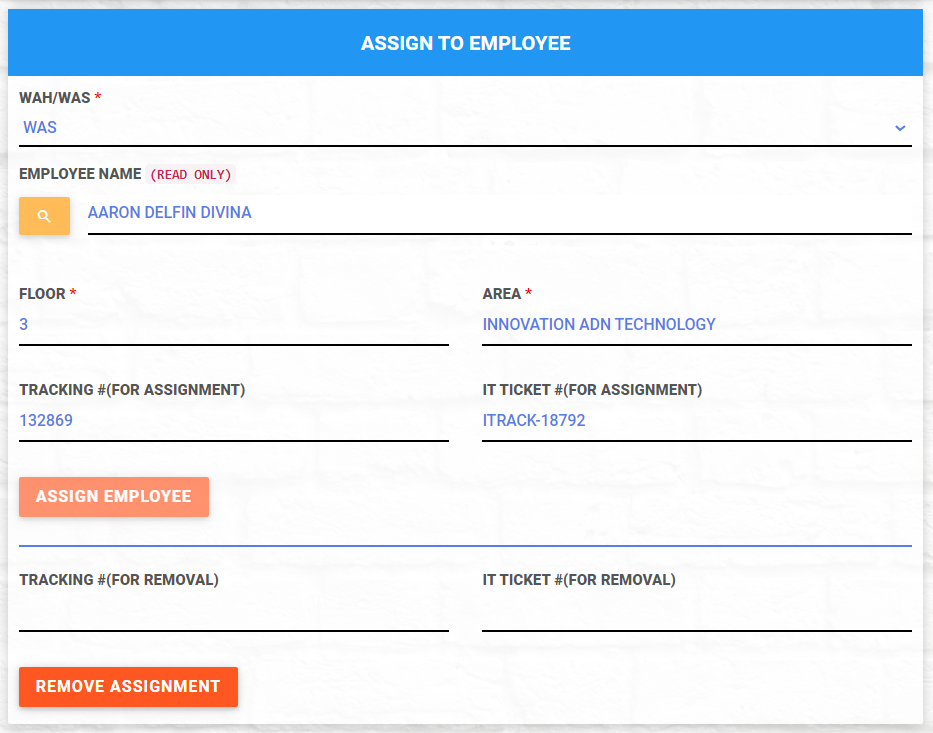 ASSIGN TO EMPLOYEE
WAH/WAS *
WAS
EMPLOYEE NAME (READ ONLY)
AARON DELFIN DIVINA
FLOOR * AREA *
3 INNOVATION ADN TECHNOLOGY
TRACKING #(FOR ASSIGNMENT) IT TICKET #(FOR ASSIGNMENT)
132869 ITRACK-18792
ASSIGN EMPLOYEE
TRACKING #(FOR REMOVAL) IT TICKET #(FOR REMOVAL)
REMOVE ASSIGNMENT